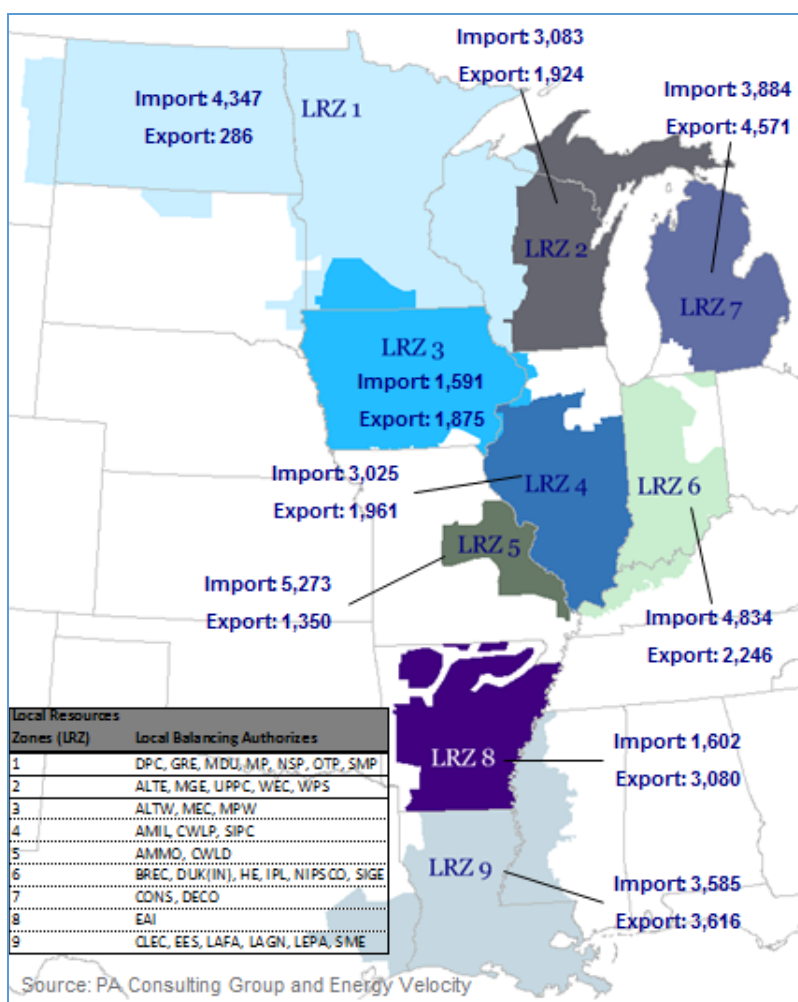 Import: 3,083
Export: 1,924
Import: 4,347
Export: 286
LRZ 1
Import: 3,884
Export: 4,571
LRZ 2
LRZ 7
LRZ 3
Import: 1,591
Export: 1,875
Import: 3,025
Export: 1,961
LRZ 4
LRZ 6
LRZ 5
Import: 5,273
Export: 1,350
Import: 4,834
Export: 2,246
LRZ 8
Import: 1,602
Export: 3,080
LRZ 9
Import: 3,585
Export: 3,616
Local Resources
Zones (LRZ) Local Balancing Authorizes
1 DPC, GRE, MDU, MP, NSP, OTP, SMP
2 ALTE, MGE, UPPC, WEC, WPS
3 ALTW, MEC, MPW
4 AMIL, CWLP, SIPC
5 AMMO, CWLD
6 BREC, DUK(IN), HE, IPL, NIPSCO, SIGE
7 CONS, DECO
8 EAI
9 CLEC, EES, LAFA, LAGN, LEPA, SME
Source: PA Consulting Group and Energy Velocity